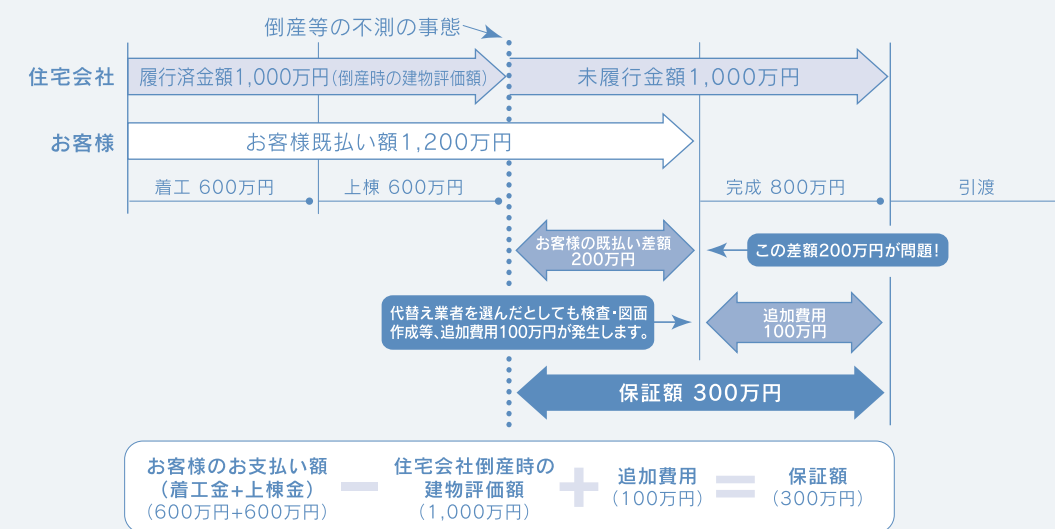 倒産等の不測の事態
住宅会社
履行済金額1,000万円(倒産時の建物評価額)
未履行金額1,000万円
お客様
お客様既払い額1,200万円
着工 600万円
上棟 600万円
完成 800万円
引渡
お客様の既払い差額
200万円
この差額200万円が問題!
代替え業者を選んだとしても検査・図面
作成等、追加費用100万円が発生します。
追加費用
100万円
保証額 300万円
お客様のお支払い額
(着工金+上棟金)
(600万円+600万円)
－
住宅会社倒産時の
建物評価額
(1,000万円)
＋
追加費用
(100万円)
＝
保証額
(300万円)